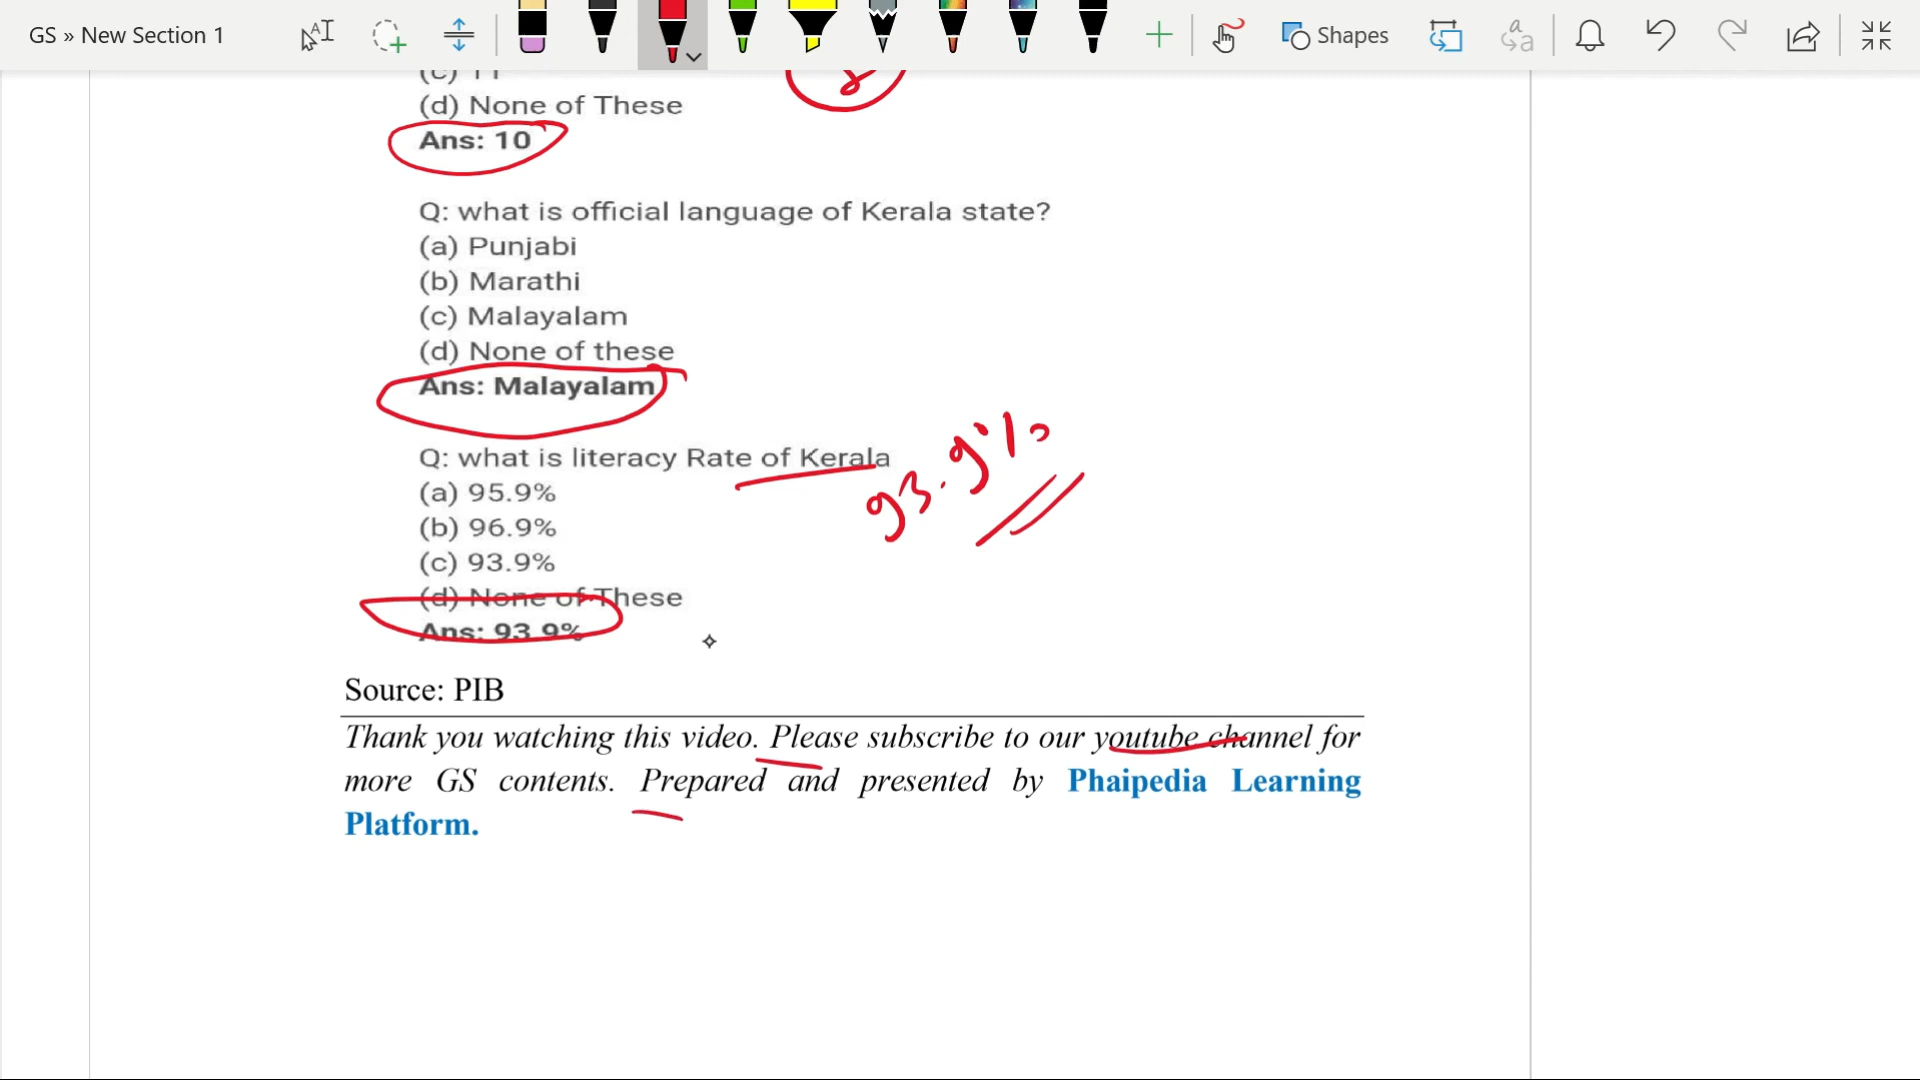 GS » New Section 1
Shapes
(c) 11
(d) None of These
Ans: 10
Q: what is official language of Kerala state?
(a) Punjabi
(b) Marathi
(c) Malayalam
(d) None of these
Ans: Malayalam
Q: what is literacy Rate of Kerala
93.9%
(a) 95.9%
(b) 96.9%
(c) 93.9%
(d) None of These
Ans: 93.9%
Source: PIB
Thank you watching this video. Please subscribe to our youtube channel for
more GS contents. Prepared and presented by Phaipedia Learning
Platform.